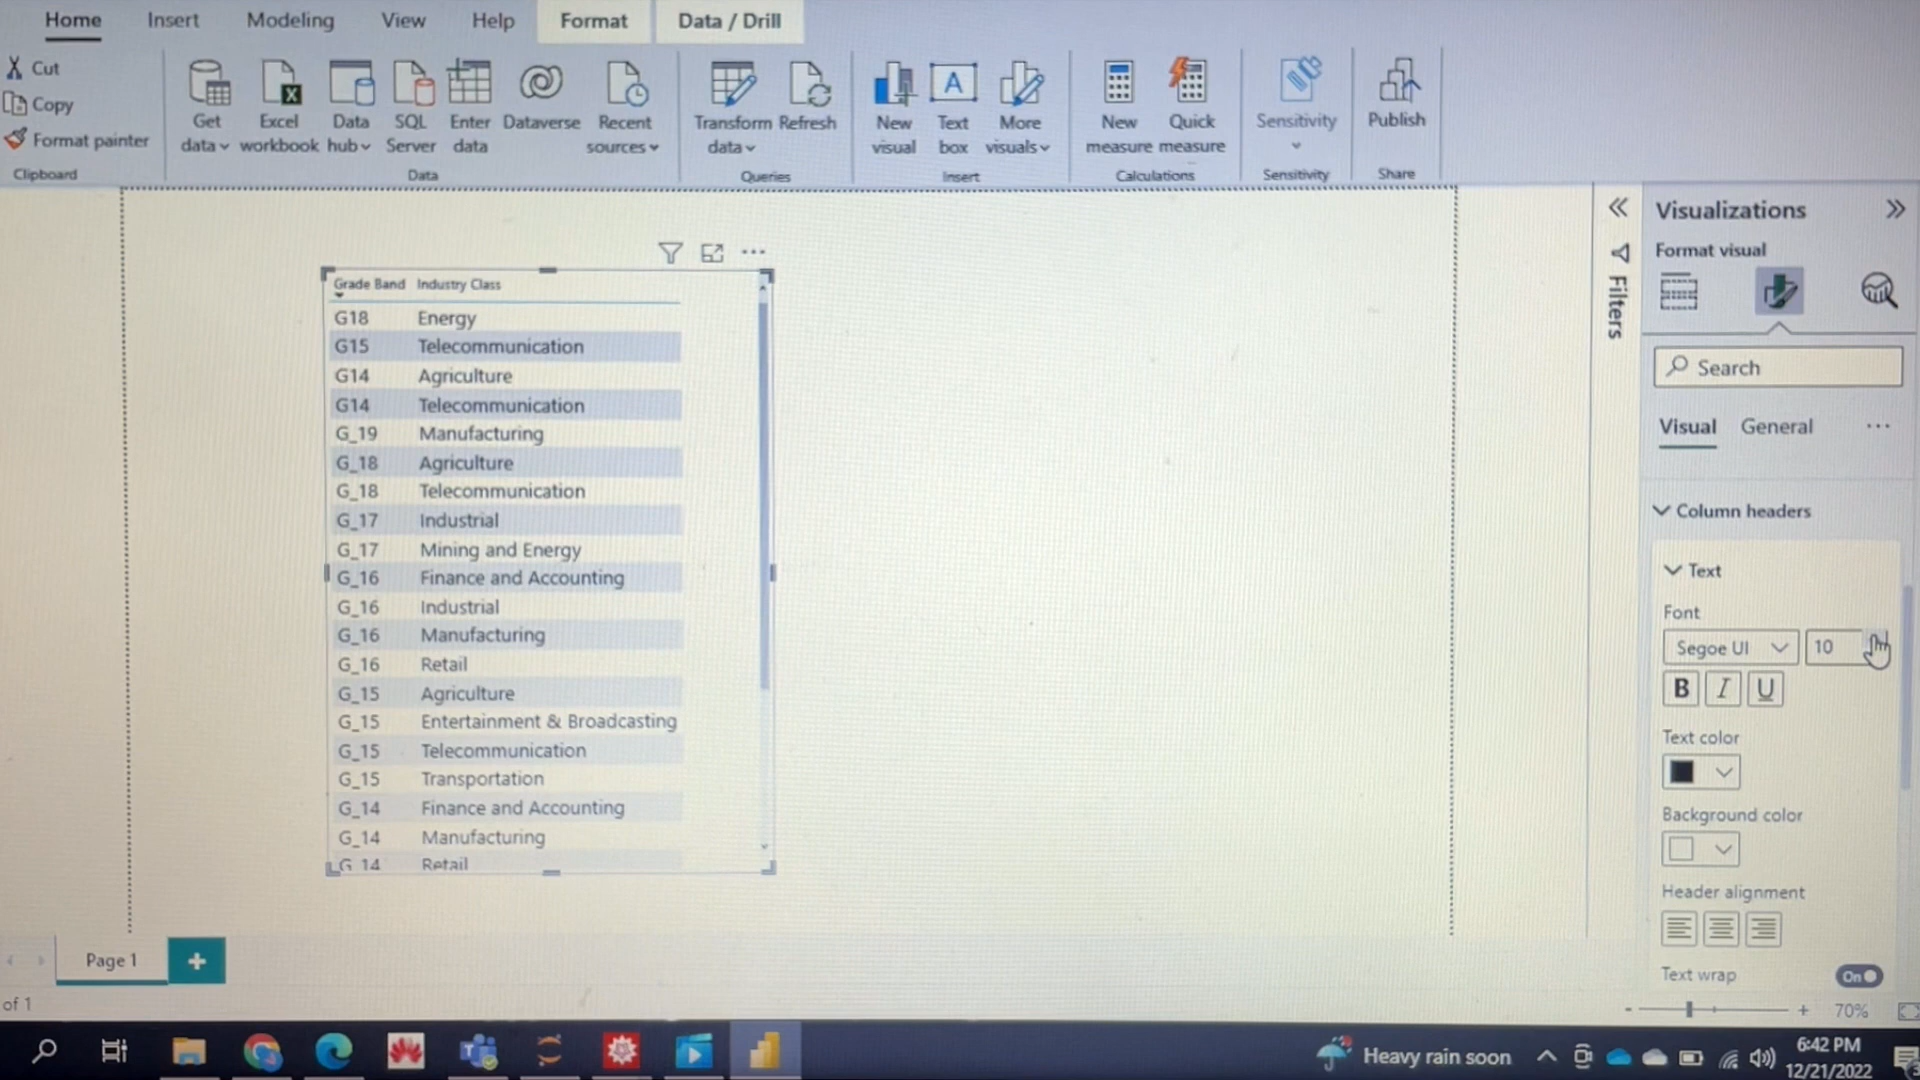 Home Insert Modeling View Help Format Data / Drill
Cut
Copy
Format painter
Clipboard
Get data
Excel workbook
Data hub
SQL Server
Enter data
Dataverse
Recent sources
Data
Transform data
Refresh
Queries
New visual
Text box
More visuals
Insert
New measure
Quick measure
Calculations
Sensitivity
Sensitivity
Publish
Share
Grade Band Industry Class
G18 Energy
G15 Telecommunication
G14 Agriculture
G14 Telecommunication
G_19 Manufacturing
G_18 Agriculture
G_18 Telecommunication
G_17 Industrial
G_17 Mining and Energy
G_16 Finance and Accounting
G_16 Industrial
G_16 Manufacturing
G_16 Retail
G_15 Agriculture
G_15 Entertainment & Broadcasting
G_15 Telecommunication
G_15 Transportation
G_14 Finance and Accounting
G_14 Manufacturing
G_14 Retail
Filters
Visualizations
Format visual
Search
Visual General
Column headers
Text
Font
Segoe UI 10
B I U
Text color
Background color
Header alignment
Text wrap On
Page 1
of 1
70%
Heavy rain soon
6:42 PM
12/21/2022